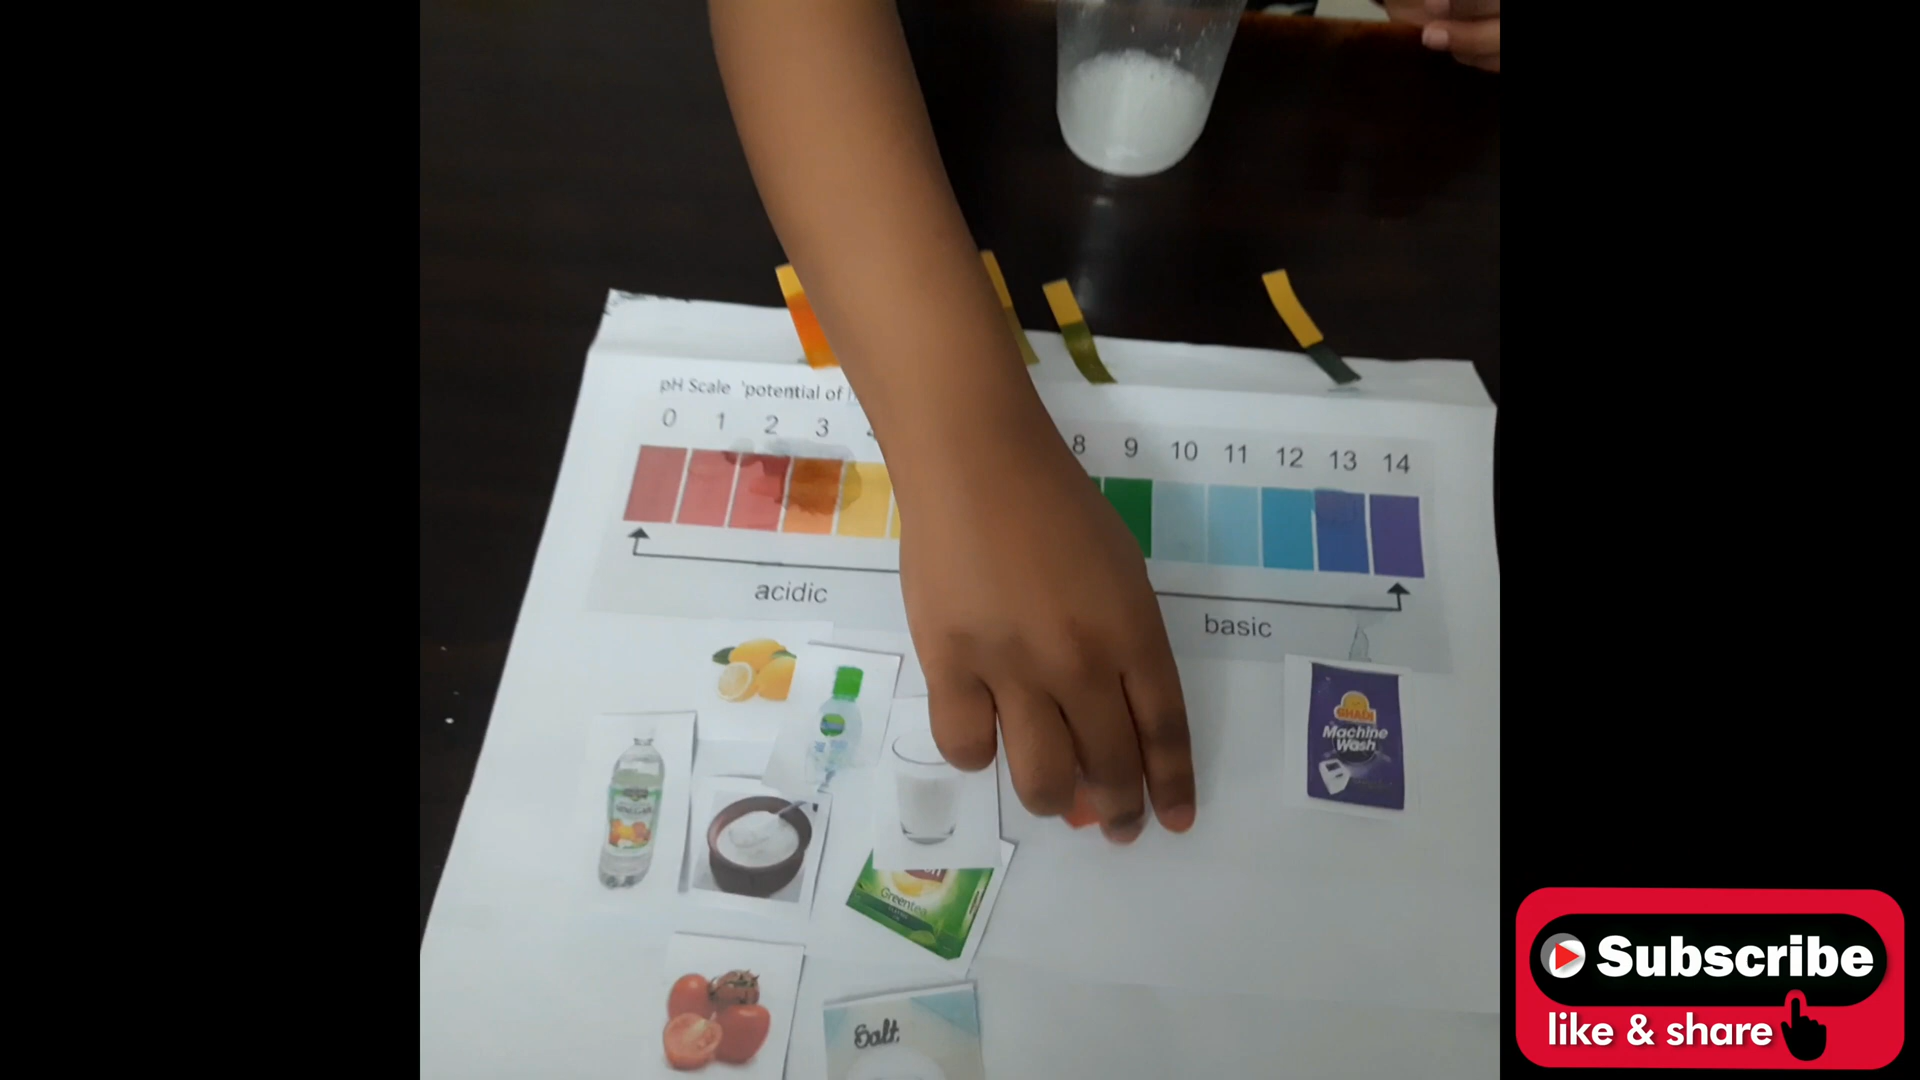 pH Scale 'potential of
0 1 2 3 8 9 10 11 12 13 14
acidic
basic
GHADI
Machine
Wash
Greentea
Salt
Subscribe
like & share